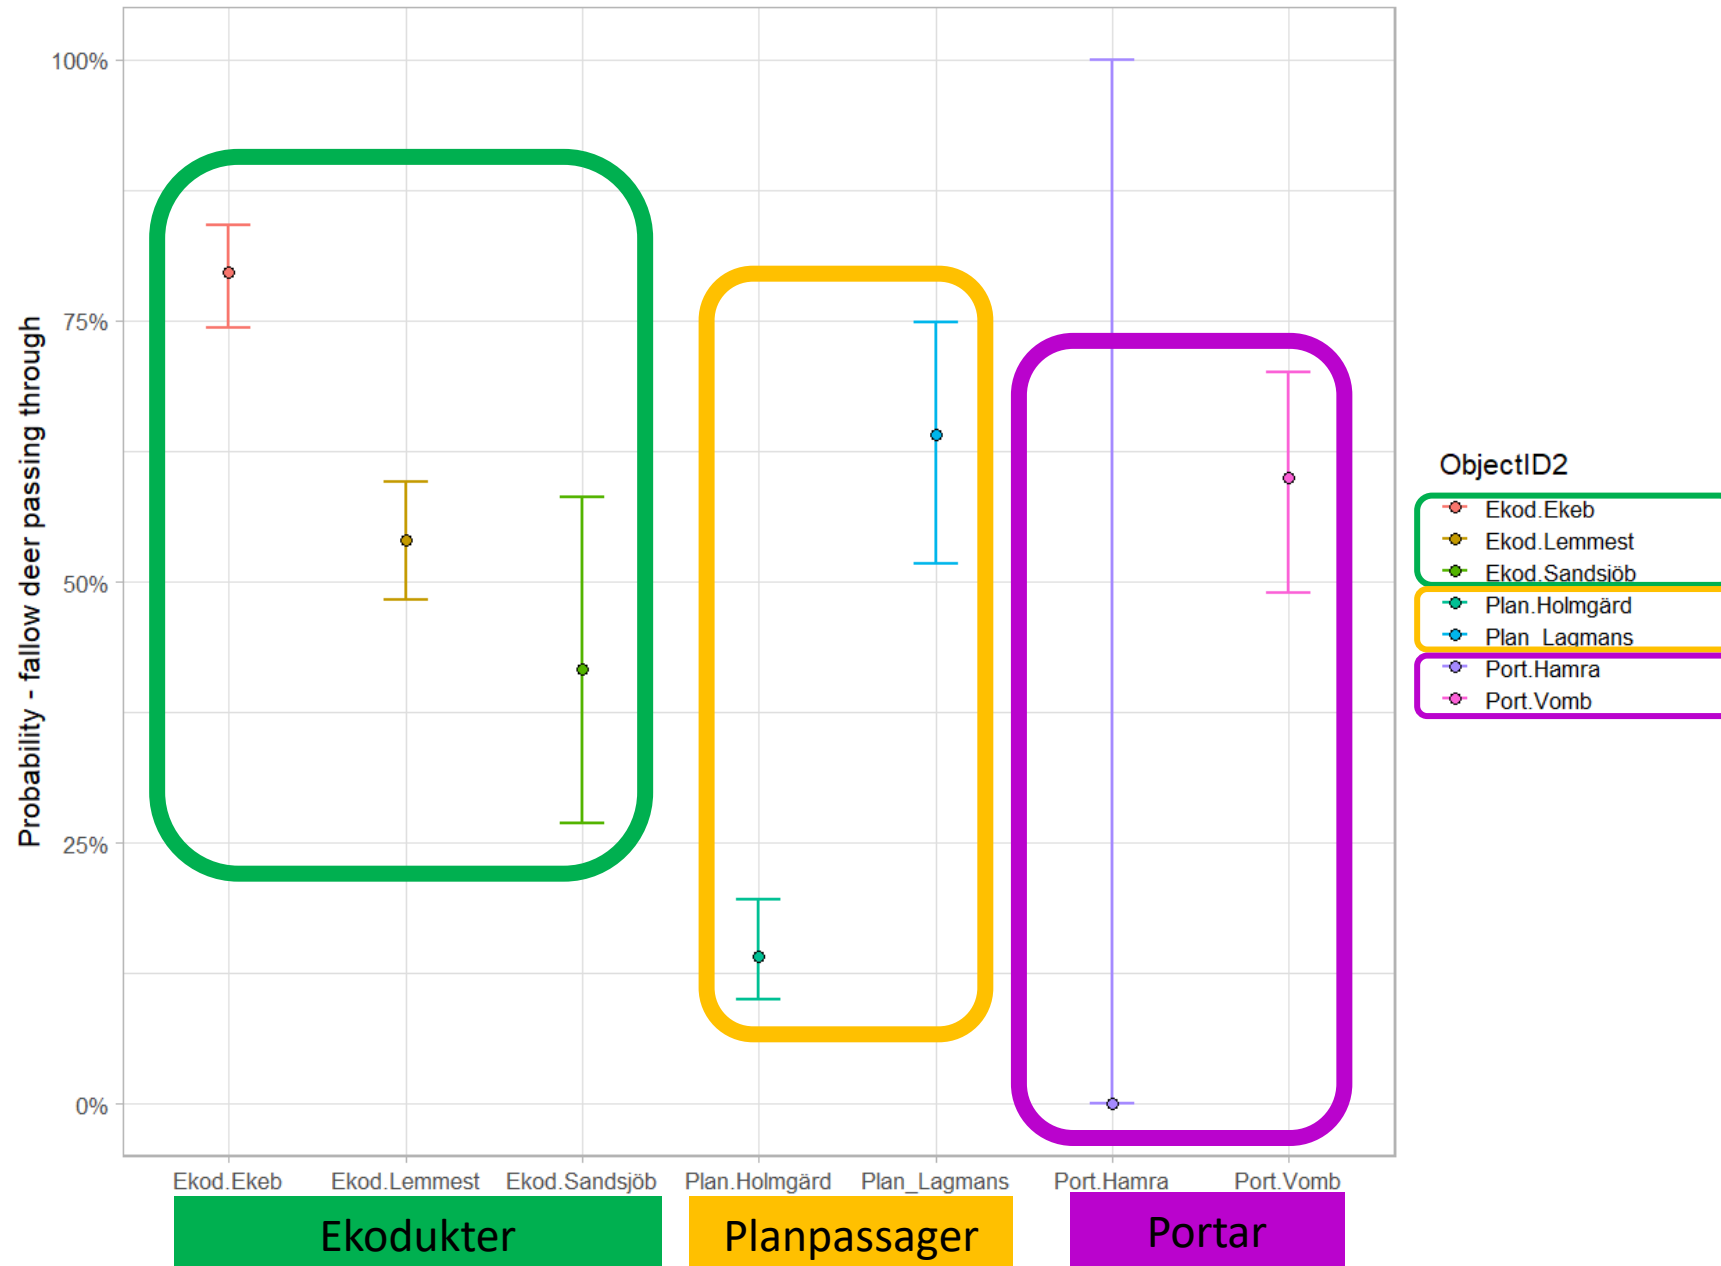 100%
75%
50%
25%
0%
Probability - fallow deer passing through
Ekod.Ekeb
Ekod.Lemmest
Ekod.Sandsjöb
Plan.Holmgärd
Plan_Lagmans
Port.Hamra
Port.Vomb
Ekodukter
Planpassager
Portar
ObjectID2
Ekod.Ekeb
Ekod.Lemmest
Ekod.Sandsjöb
Plan.Holmgärd
Plan_Lagmans
Port.Hamra
Port.Vomb